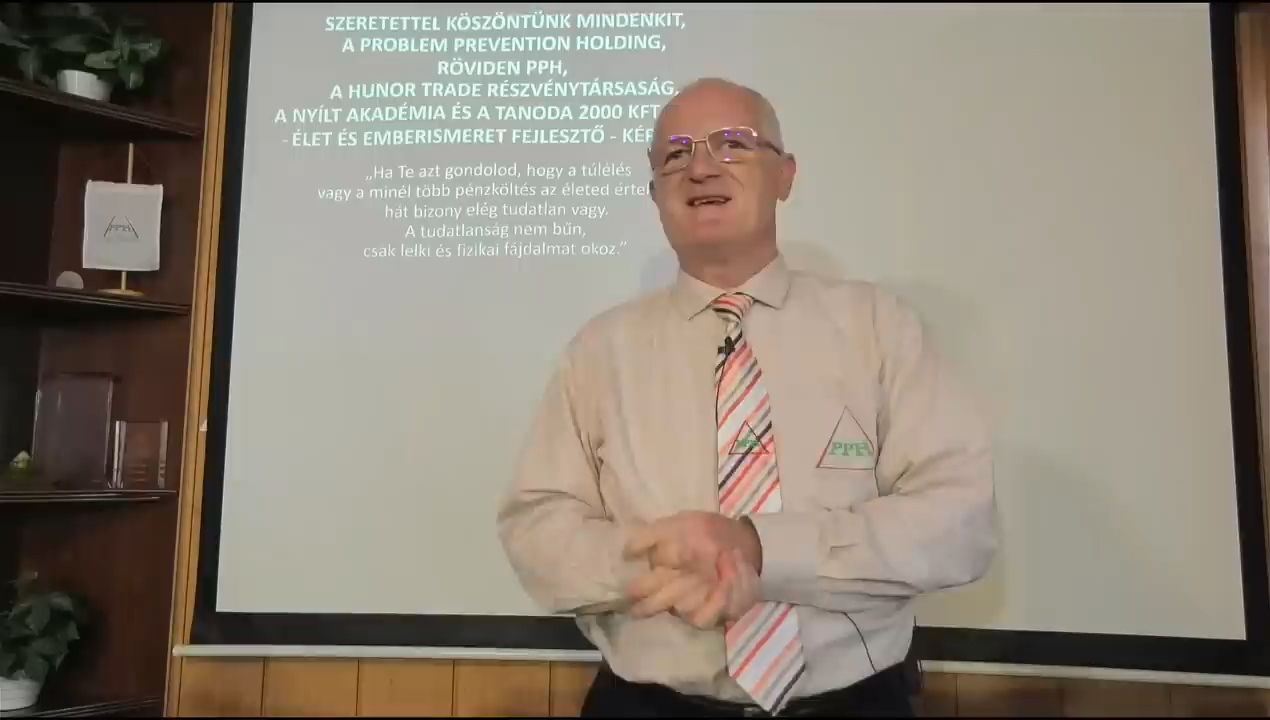 SZERETETTEL KÖSZÖNTÜNK MINDENKIT,
A PROBLEM PREVENTION HOLDING,
RÖVIDEN PPH,
A HUNOR TRADE RÉSZVÉNYTÁRSASÁG,
A NYÍLT AKADÉMIA ÉS A TANODA 2000 KFT
- ÉLET ÉS EMBERISMERET FEJLESZTŐ -
„Ha Te azt gondolod, hogy a túlélés
vagy a minél több pénzköltés az életed
hát bizony elég tudatlan vagy.
A tudatlanság nem bűn,
csak lelki és fizikai fájdalmat okoz.”
PPH
PPH
PPH